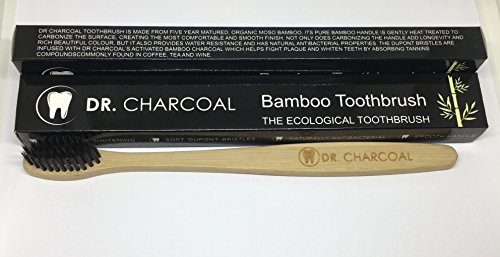 DR CHARCOAL TOOTHBRUSH IS MADE FROM FIVE YEAR MATURED, ORGANIC MOSO BAMBOO. ITS PURE BAMBOO HANDLE IS GENTLY HEAT TREATED TO
CARBONIZE THE SURFACE, CREATING THE MOST COMFORTABLE AND SMOOTH FINISH. NOT ONLY DOES CARBONIZING THE HANDLE ADD LONGEVITY AND
RICH BEAUTIFUL COLOUR, BUT IT ALSO PROVIDES WATER RESISTANCE AND HAS NATURAL ANTIBACTERIAL PROPERTIES. THE DUPONT BRISTLES ARE
INFUSED WITH DR CHARCOAL'S ACTIVATED BAMBOO CHARCOAL WHICH HELPS FIGHT PLAQUE AND WHITEN TEETH BY ABSORBING TANNINS
COMPOUNDSCOMMONLY FOUND IN COFFEE, TEA AND WINE.
DR. CHARCOAL
Bamboo Toothbrush
THE ECOLOGICAL TOOTHBRUSH
SOFT DUPONT BRISTLES
NATURALLY ANTIBACTERIAL
SMOOTH HANDLE
DR. CHARCOAL